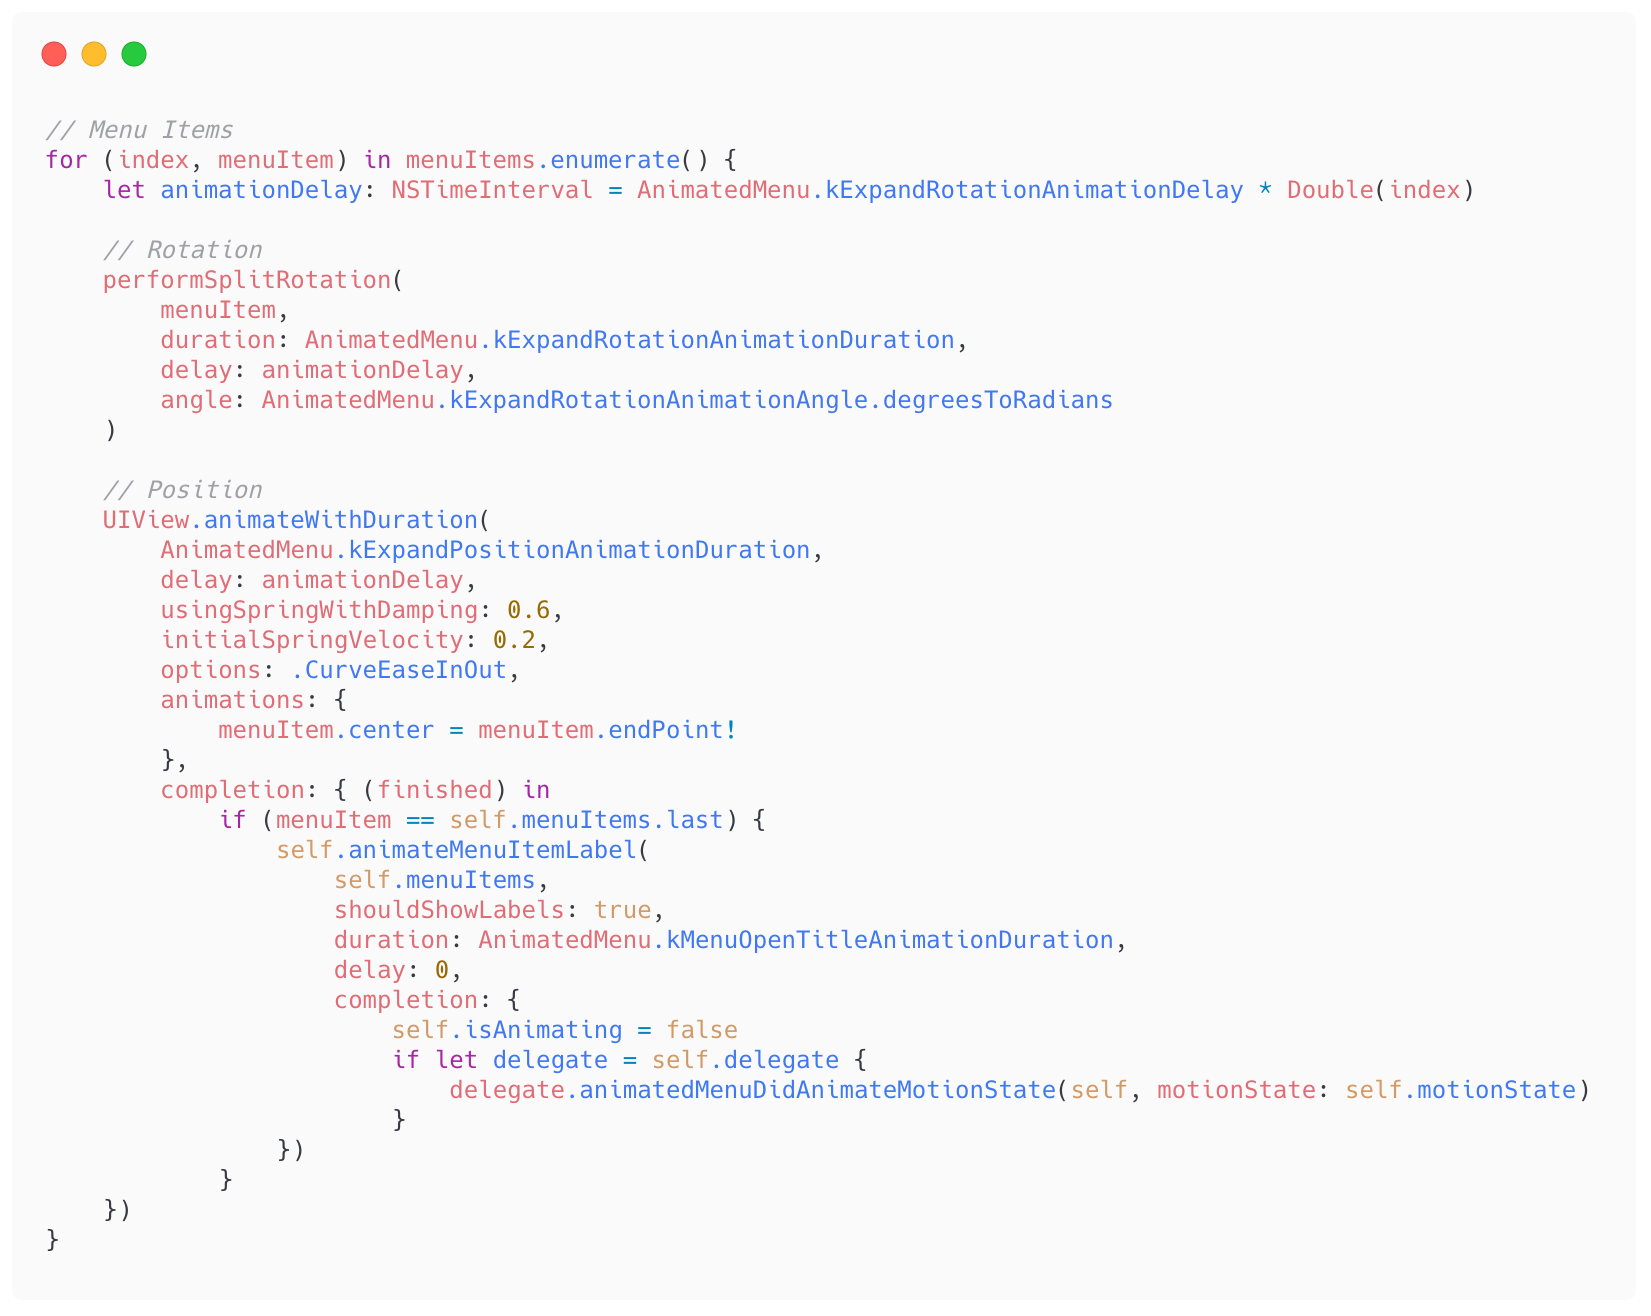 // Menu Items
for (index, menuItem) in menuItems.enumerate() {
    let animationDelay: NSTimeInterval = AnimatedMenu.kExpandRotationAnimationDelay * Double(index)

    // Rotation
    performSplitRotation(
        menuItem,
        duration: AnimatedMenu.kExpandRotationAnimationDuration,
        delay: animationDelay,
        angle: AnimatedMenu.kExpandRotationAnimationAngle.degreesToRadians
    )

    // Position
    UIView.animateWithDuration(
        AnimatedMenu.kExpandPositionAnimationDuration,
        delay: animationDelay,
        usingSpringWithDamping: 0.6,
        initialSpringVelocity: 0.2,
        options: .CurveEaseInOut,
        animations: {
            menuItem.center = menuItem.endPoint!
        },
        completion: { (finished) in
            if (menuItem == self.menuItems.last) {
                self.animateMenuItemLabel(
                    self.menuItems,
                    shouldShowLabels: true,
                    duration: AnimatedMenu.kMenuOpenTitleAnimationDuration,
                    delay: 0,
                    completion: {
                        self.isAnimating = false
                        if let delegate = self.delegate {
                            delegate.animatedMenuDidAnimateMotionState(self, motionState: self.motionState)
                        }
                })
            }
    })
}